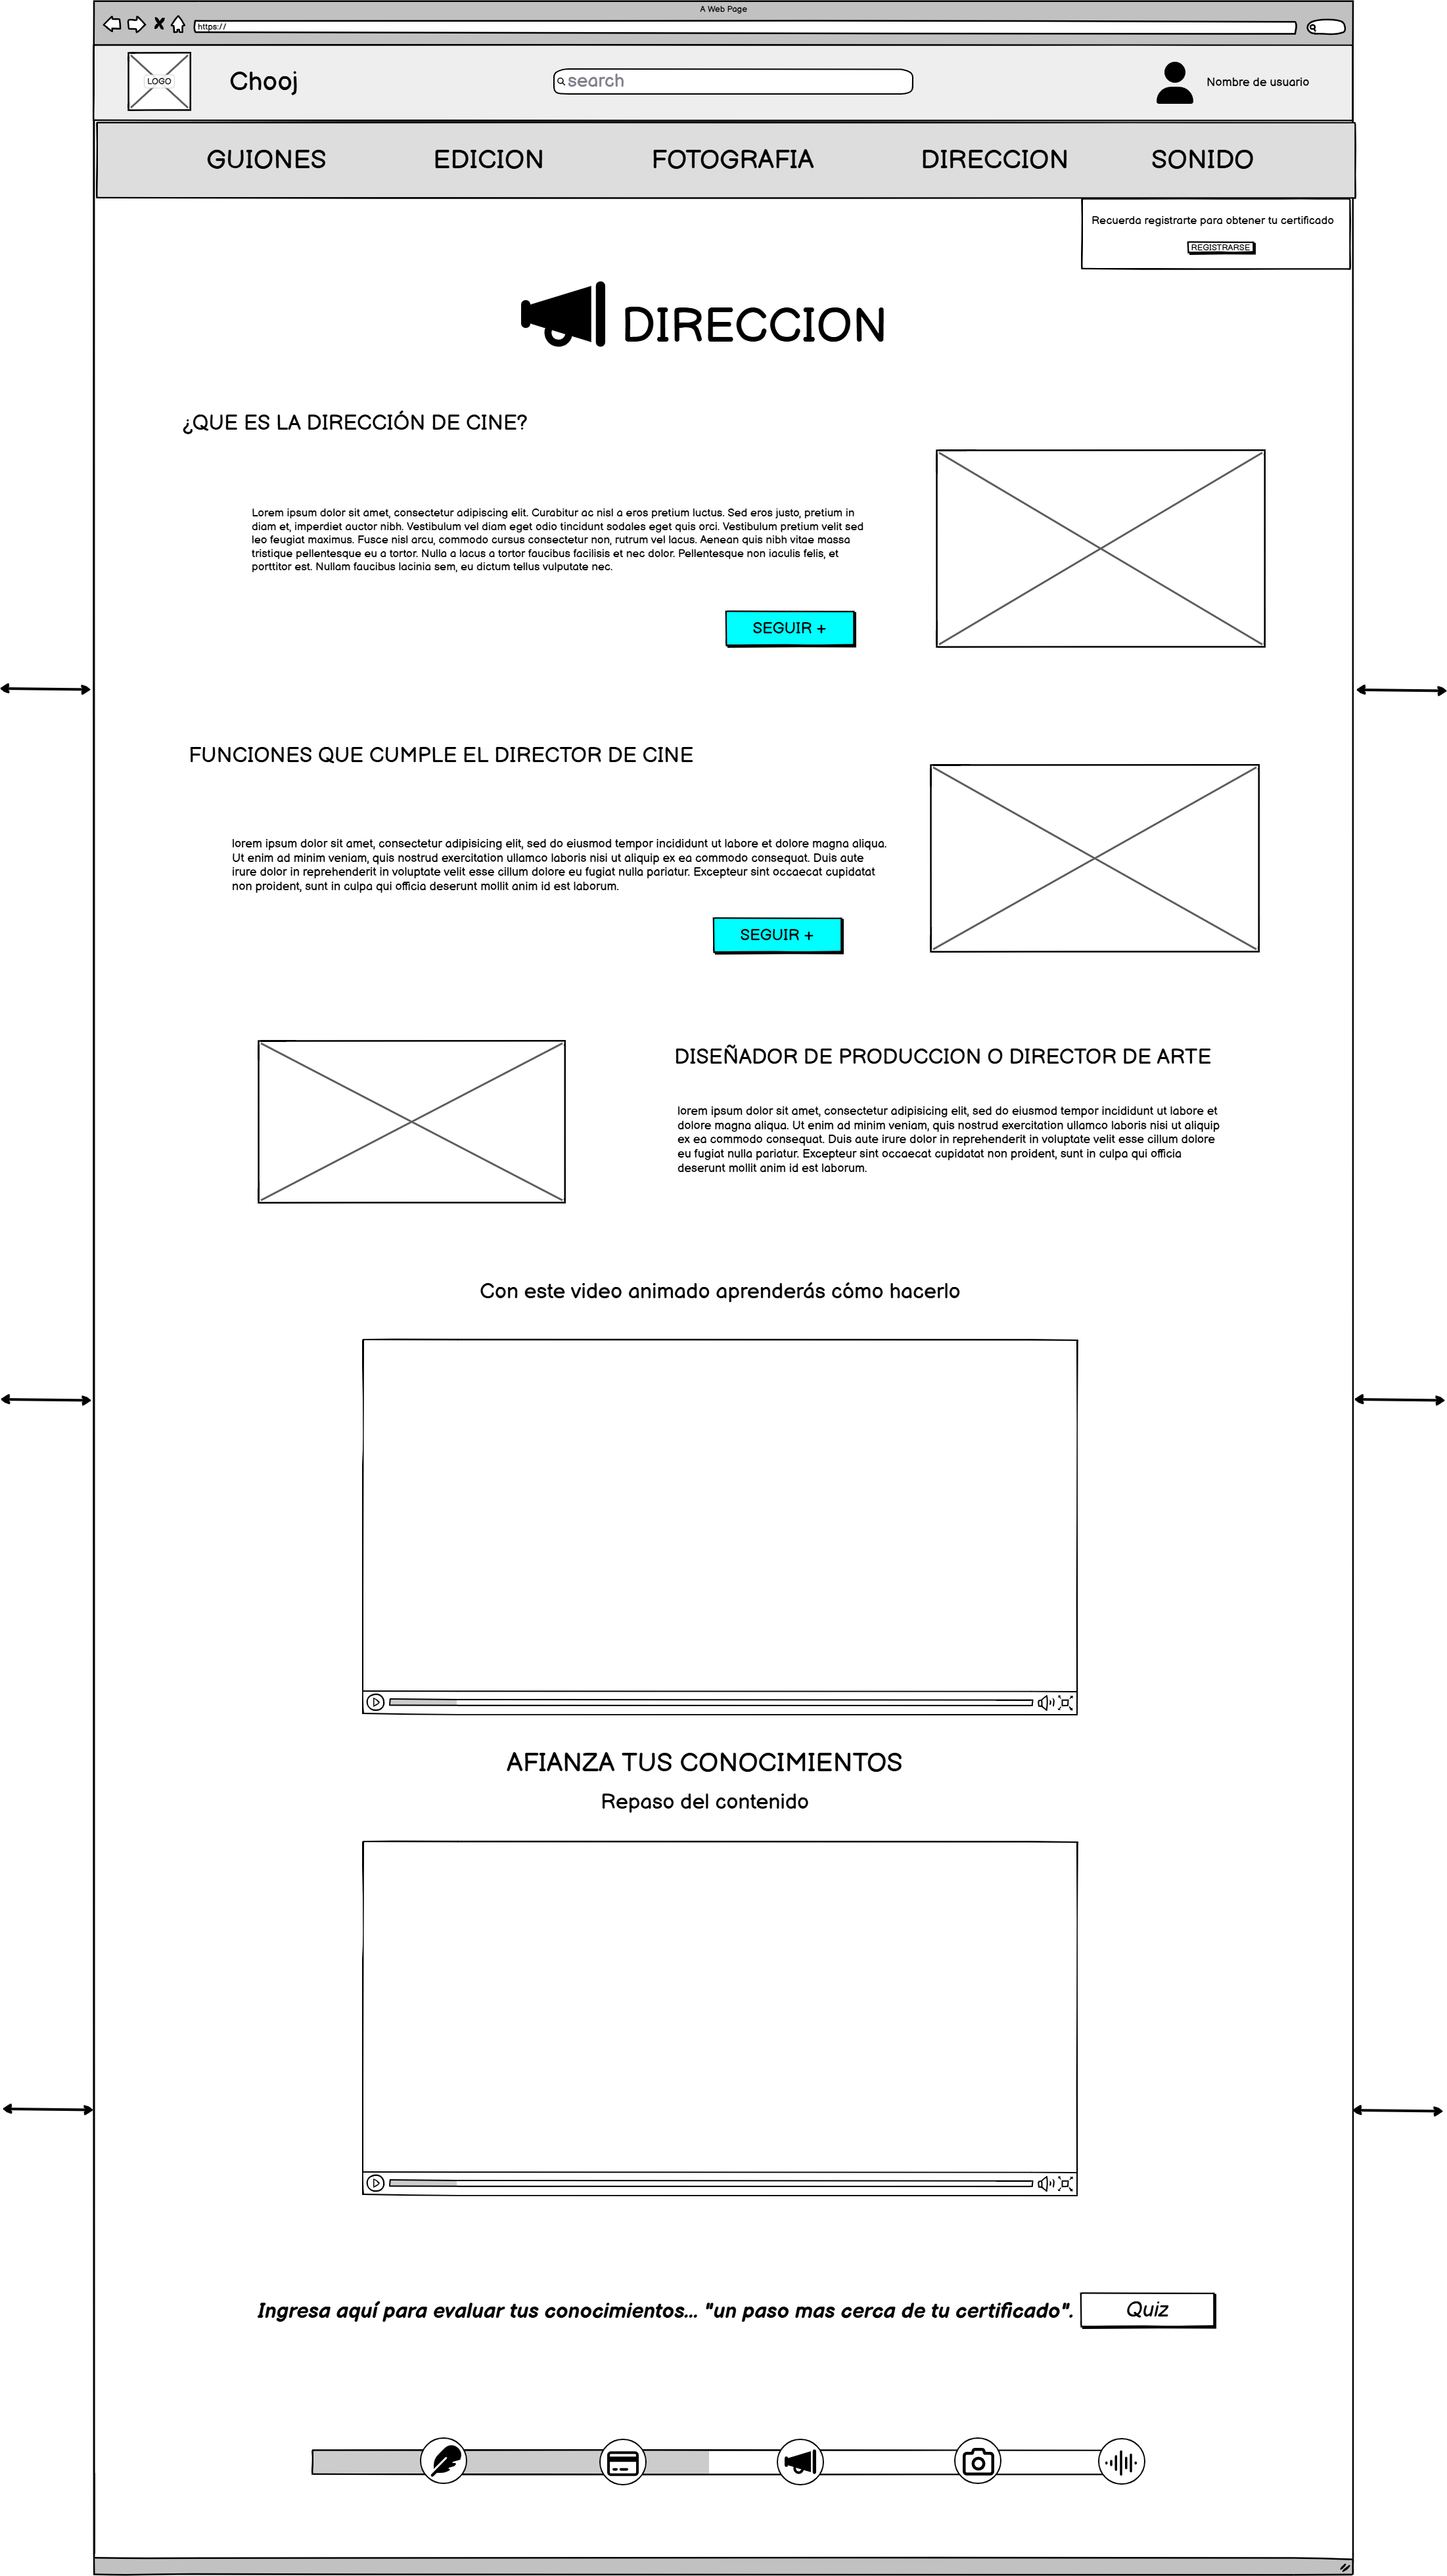 A Web Page
https://
LOGO
Chooj
search
Nombre de usuario
GUIONES
EDICION
FOTOGRAFIA
DIRECCION
SONIDO
Recuerda registrarte para obtener tu certificado
REGISTRARSE
DIRECCION
¿QUE ES LA DIRECCIÓN DE CINE?
Lorem ipsum dolor sit amet, consectetur adipiscing elit. Curabitur ac nisl a eros pretium luctus. Sed eros justo, pretium in
diam et, imperdiet auctor nibh. Vestibulum vel diam eget odio tincidunt sodales eget quis orci. Vestibulum pretium velit sed
leo feugiat maximus. Fusce nisl arcu, commodo cursus consectetur non, rutrum vel lacus. Aenean quis nibh vitae massa
tristique pellentesque eu a tortor. Nulla a lacus a tortor faucibus facilisis et nec dolor. Pellentesque non iaculis felis, et
porttitor est. Nullam faucibus lacinia sem, eu dictum tellus vulputate nec.
SEGUIR +
FUNCIONES QUE CUMPLE EL DIRECTOR DE CINE
lorem ipsum dolor sit amet, consectetur adipisicing elit, sed do eiusmod tempor incididunt ut labore et dolore magna aliqua.
Ut enim ad minim veniam, quis nostrud exercitation ullamco laboris nisi ut aliquip ex ea commodo consequat. Duis aute
irure dolor in reprehenderit in voluptate velit esse cillum dolore eu fugiat nulla pariatur. Excepteur sint occaecat cupidatat
non proident, sunt in culpa qui officia deserunt mollit anim id est laborum.
SEGUIR +
DISEÑADOR DE PRODUCCION O DIRECTOR DE ARTE
lorem ipsum dolor sit amet, consectetur adipisicing elit, sed do eiusmod tempor incididunt ut labore et
dolore magna aliqua. Ut enim ad minim veniam, quis nostrud exercitation ullamco laboris nisi ut aliquip
ex ea commodo consequat. Duis aute irure dolor in reprehenderit in voluptate velit esse cillum dolore
eu fugiat nulla pariatur. Excepteur sint occaecat cupidatat non proident, sunt in culpa qui officia
deserunt mollit anim id est laborum.
Con este video animado aprenderás cómo hacerlo
AFIANZA TUS CONOCIMIENTOS
Repaso del contenido
Ingresa aquí para evaluar tus conocimientos... "un paso mas cerca de tu certificado".
Quiz